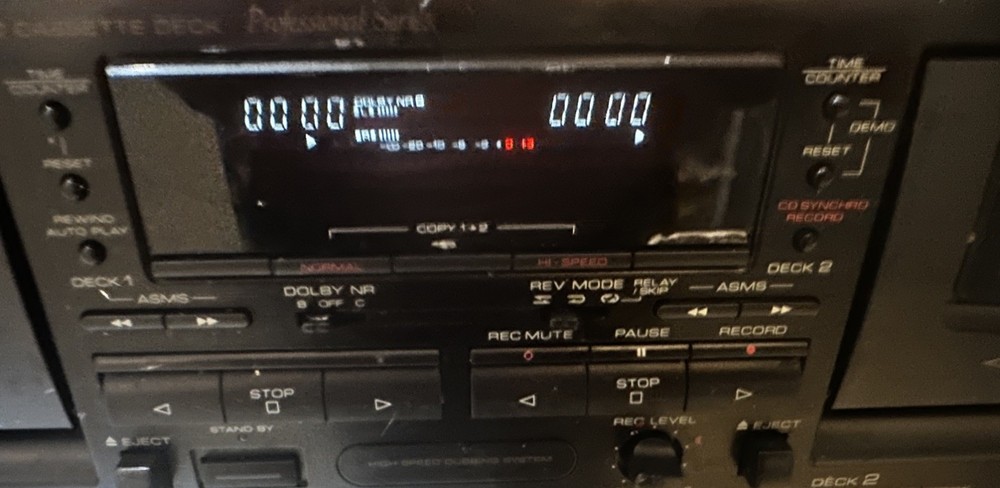 CASSETTE DECK Professional Series
TIME
COUNTER
RESET
REWIND
AUTO PLAY
DECK 1
ASMS
0000
DOLBY NR B
0000
COPY 1→2
NORMAL
HI-SPEED
TIME
COUNTER
DEMO
RESET
CD SYNCHRO
RECORD
DECK 2
DOLBY NR
B OFF C
REV MODE
RELAY
/SKIP
ASMS
REC MUTE
PAUSE
RECORD
STOP
STOP
EJECT
STAND BY
HIGH SPEED DUBBING SYSTEM
REC LEVEL
EJECT
DECK 2